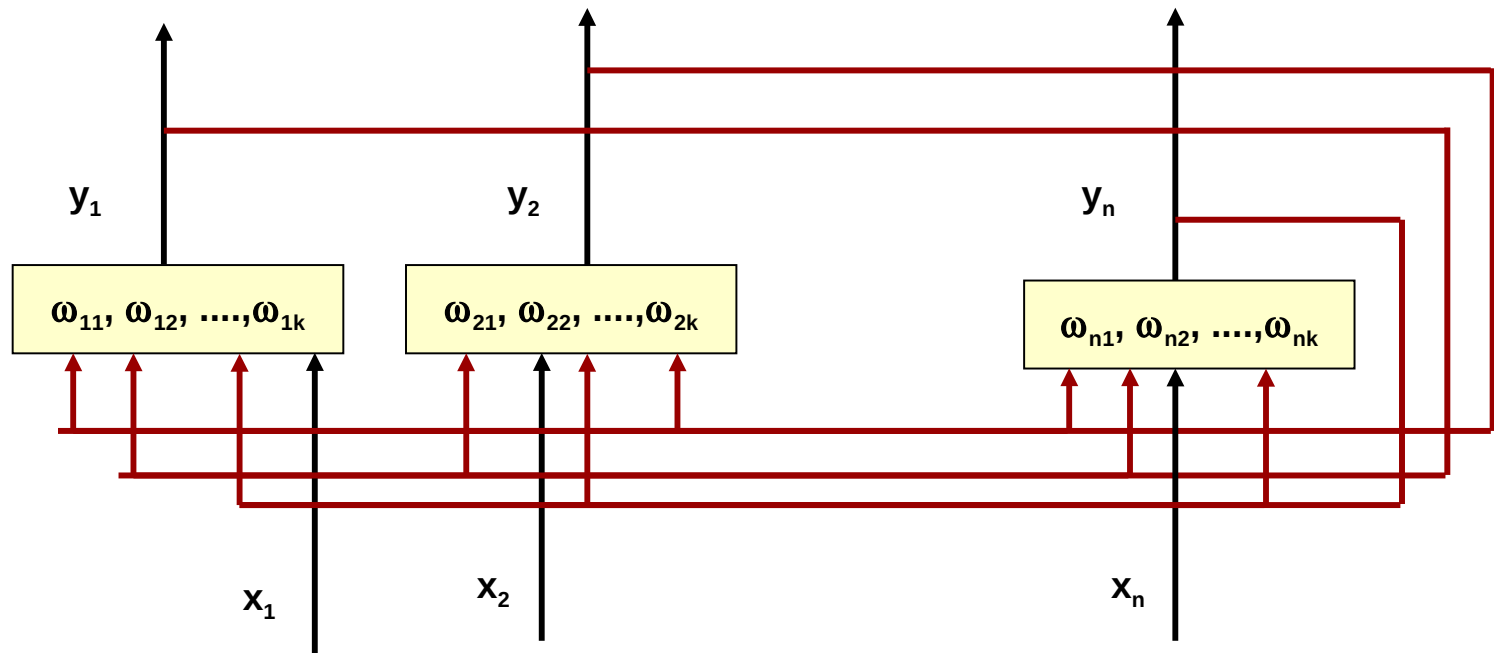 y₁ y₂ yₙ
ω₁₁, ω₁₂, ....,ω₁ₖ ω₂₁, ω₂₂, ....,ω₂ₖ ωₙ₁, ωₙ₂, ....,ωₙₖ
x₁ x₂ xₙ